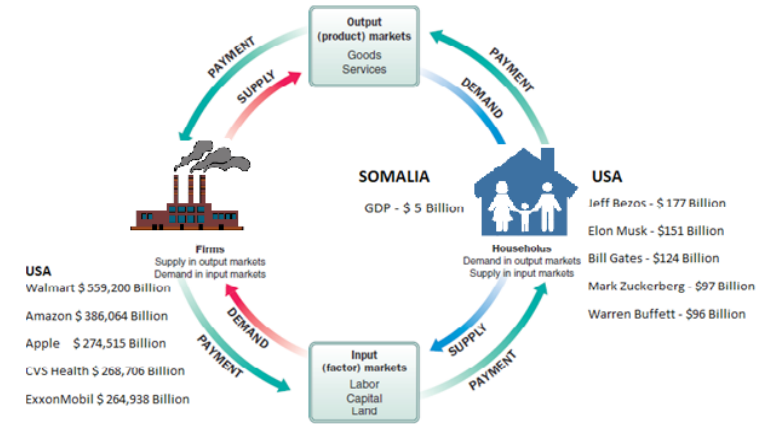 Output
(product) markets
Goods
Services
PAYMENT
SUPPLY
PAYMENT
DEMAND
SOMALIA
GDP - $ 5 Billion
USA
Jeff Bezos - $ 177 Billion
Elon Musk - $151 Billion
Bill Gates - $124 Billion
Mark Zuckerberg - $97 Billion
Warren Buffett - $96 Billion
Firms
Supply in output markets
Demand in input markets
Households
Demand in output markets
Supply in input markets
USA
Walmart $ 559,200 Billion
Amazon $ 386,064 Billion
Apple $ 274,515 Billion
CVS Health $ 268,706 Billion
ExxonMobil $ 264,938 Billion
DEMAND
PAYMENT
SUPPLY
PAYMENT
Input
(factor) markets
Labor
Capital
Land